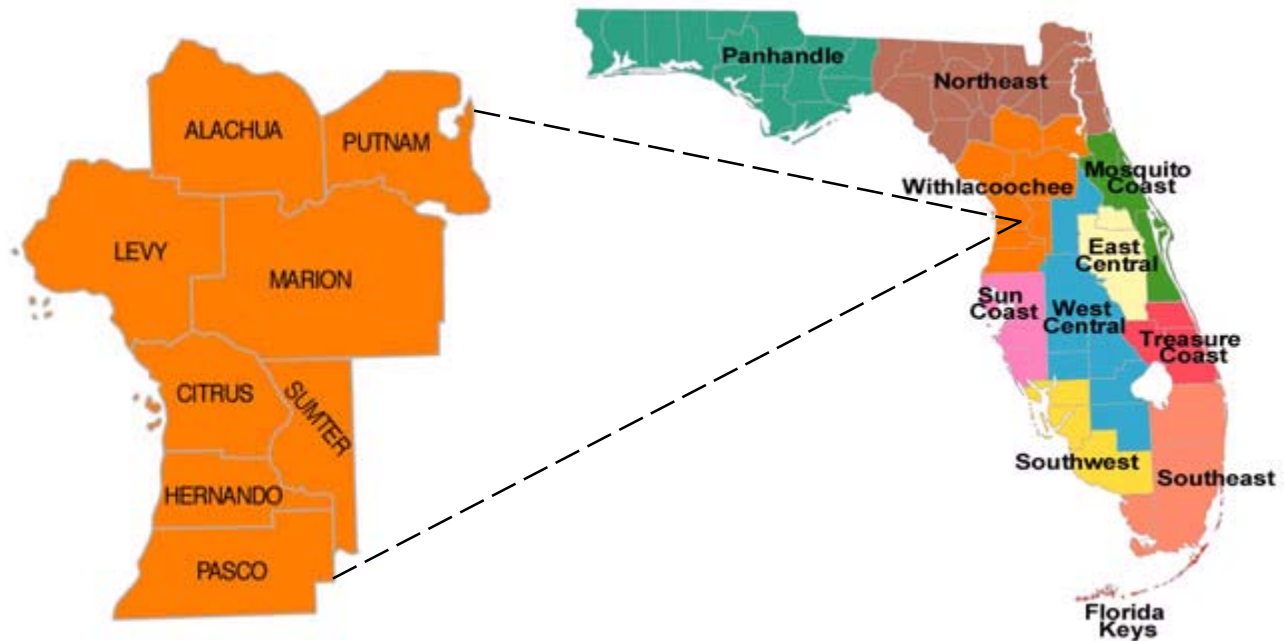 ALACHUA
PUTNAM
LEVY
MARION
CITRUS
SUMTER
HERNANDO
PASCO
Panhandle
Northeast
Mosquito
Coast
Withlacoochee
East
Central
Sun
Coast
West
Central
Treasure
Coast
Southwest
Southeast
Florida
Keys